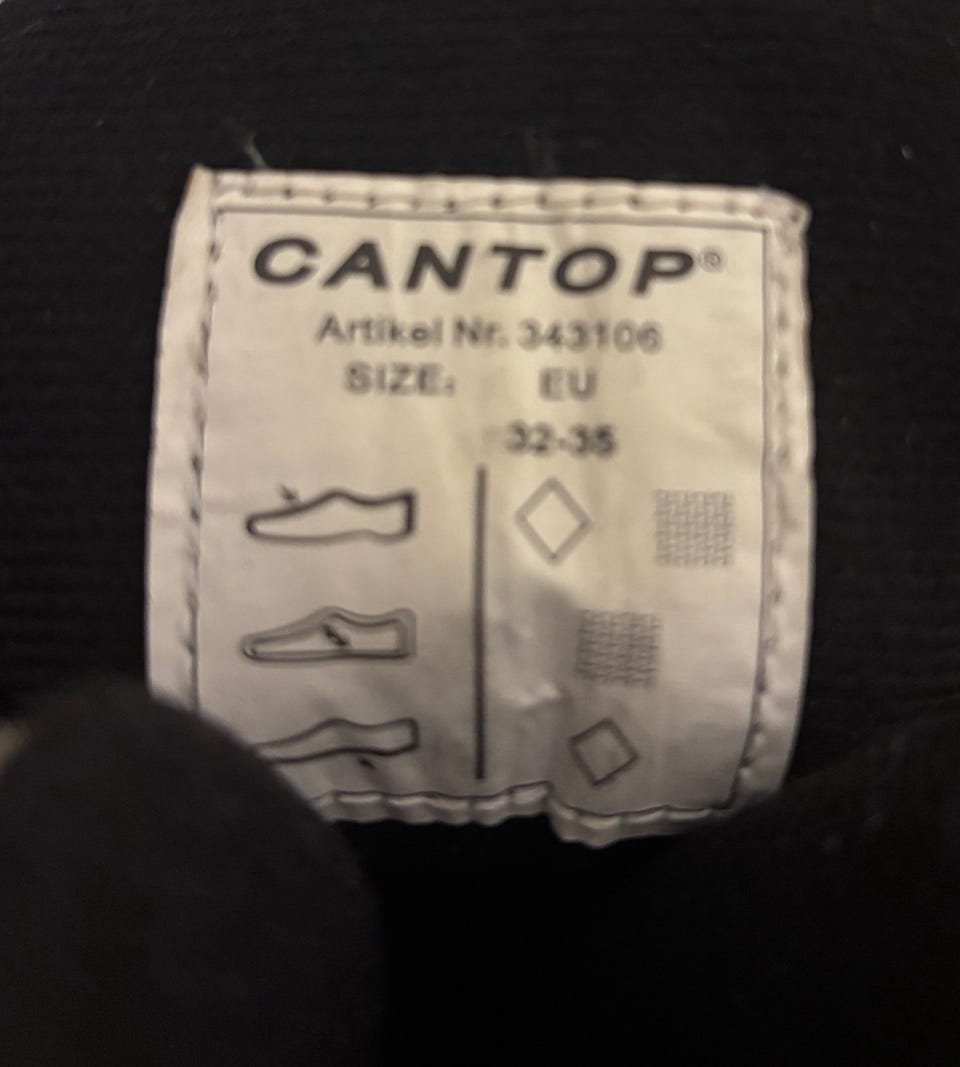 CANTOP®
Artikel Nr. 343106
SIZE: EU
32-35